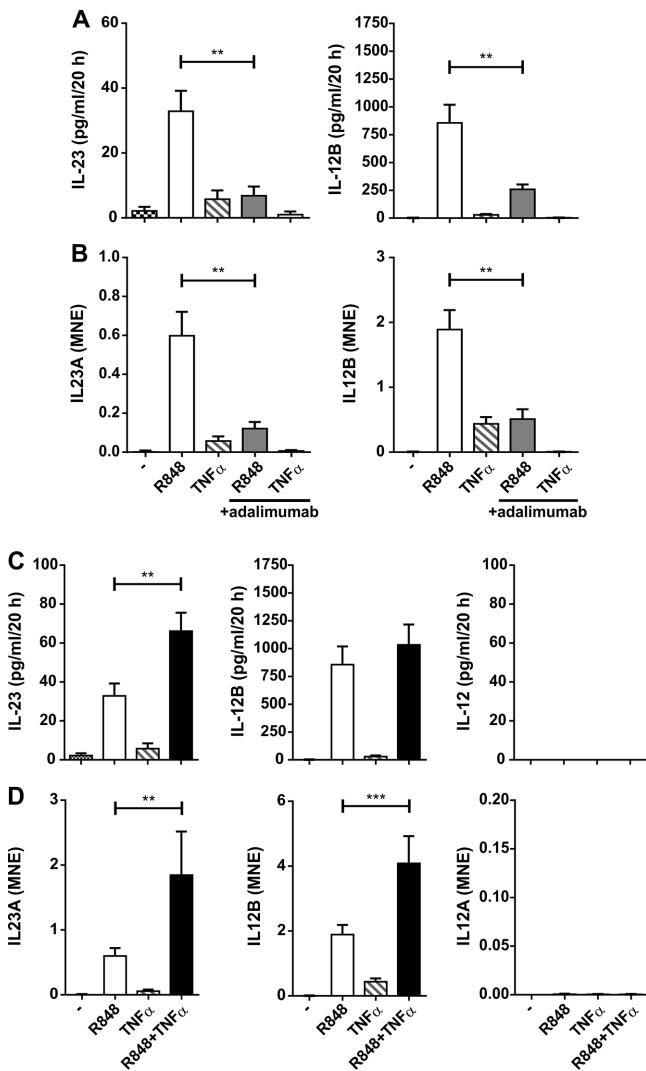 A
IL-23 (pg/ml/20 h)
60
40
20
0
**
IL-12B (pg/ml/20 h)
1750
1500
1250
1000
750
500
250
0
**
B
IL23A (MNE)
1.0
0.8
0.6
0.4
0.2
0.0
**
- R848 TNFα R848 TNFα
+adalimumab
IL12B (MNE)
3
2
1
0
**
- R848 TNFα R848 TNFα
+adalimumab
C
IL-23 (pg/ml/20 h)
100
80
60
40
20
0
**
IL-12B (pg/ml/20 h)
1750
1500
1250
1000
750
500
250
0
IL-12 (pg/ml/20 h)
100
80
60
40
20
0
D
IL23A (MNE)
3
2
1
0
**
- R848 TNFα R848+TNFα
IL12B (MNE)
6
4
2
0
***
- R848 TNFα R848+TNFα
IL12A (MNE)
0.20
0.15
0.10
0.05
0.00
- R848 TNFα R848+TNFα